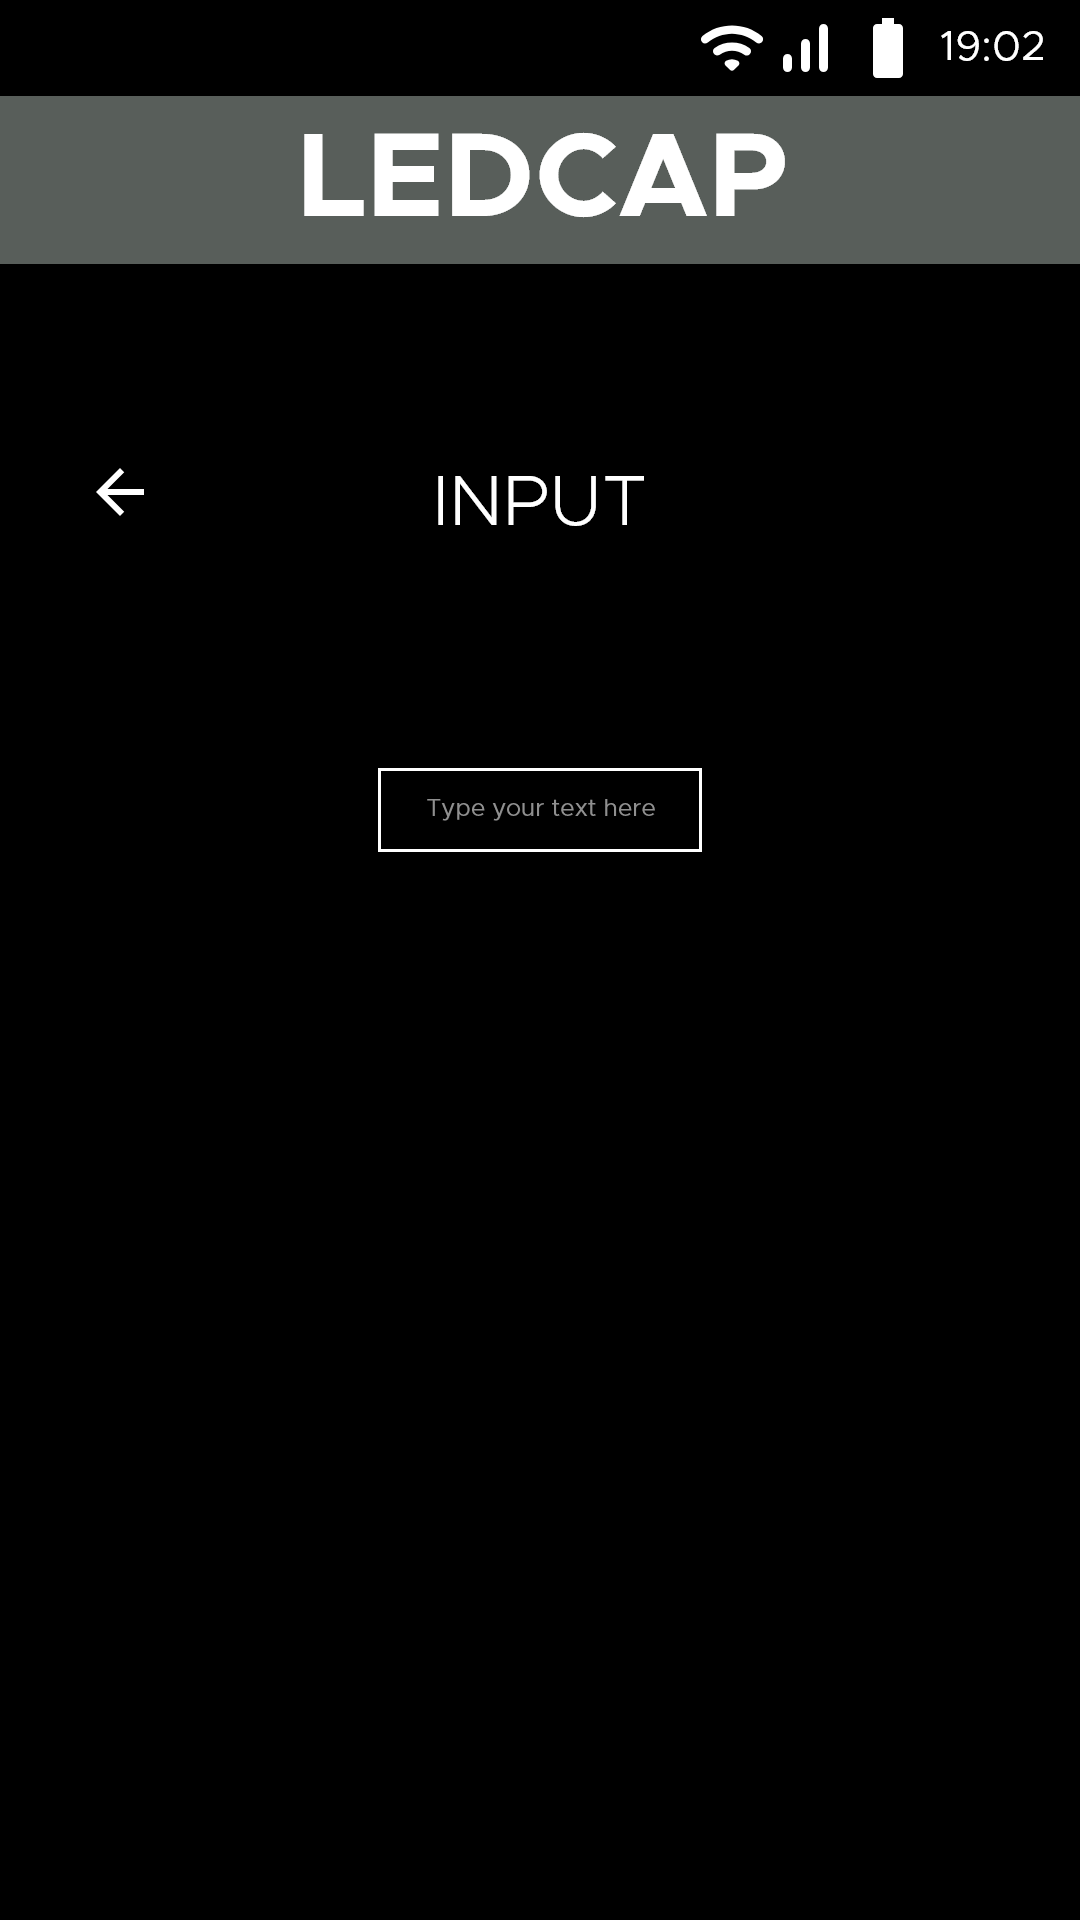 19:02
LEDCAP
INPUT
Type your text here